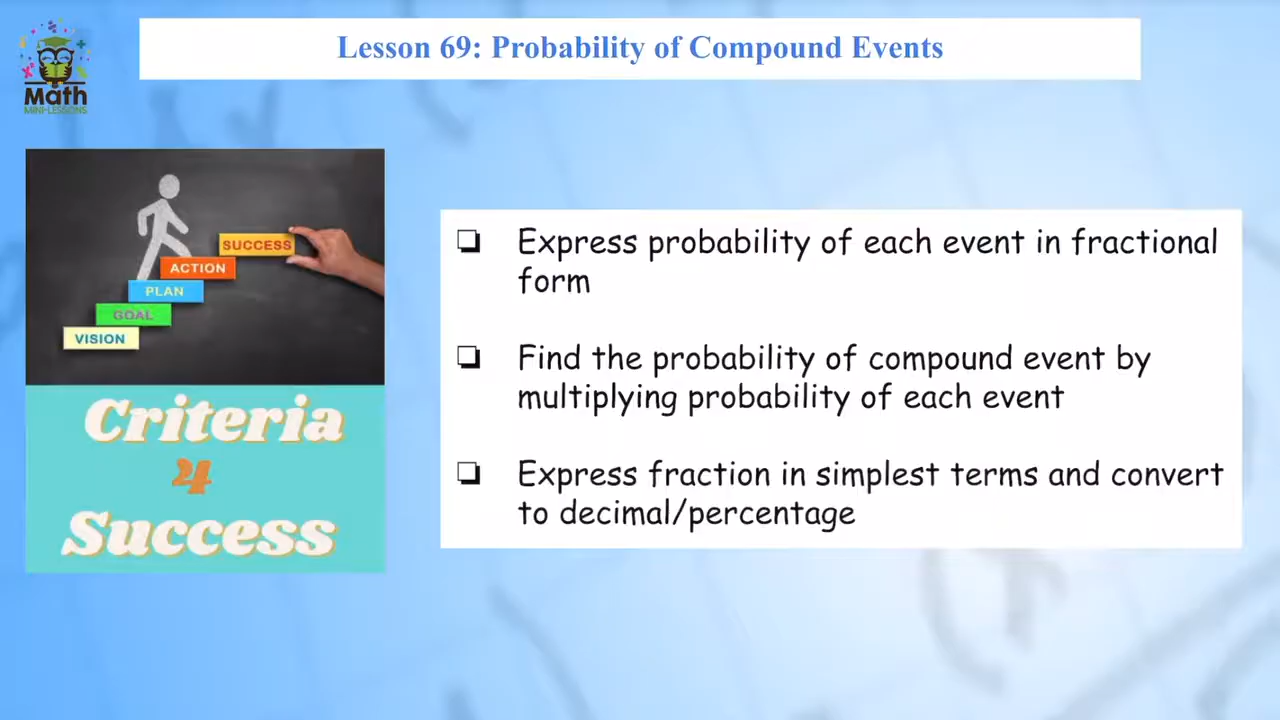 Lesson 69: Probability of Compound Events
Math
MINI-LESSONS
SUCCESS
ACTION
PLAN
GOAL
VISION
Criteria
4
Success
❏ Express probability of each event in fractional
form
❏ Find the probability of compound event by
multiplying probability of each event
❏ Express fraction in simplest terms and convert
to decimal/percentage